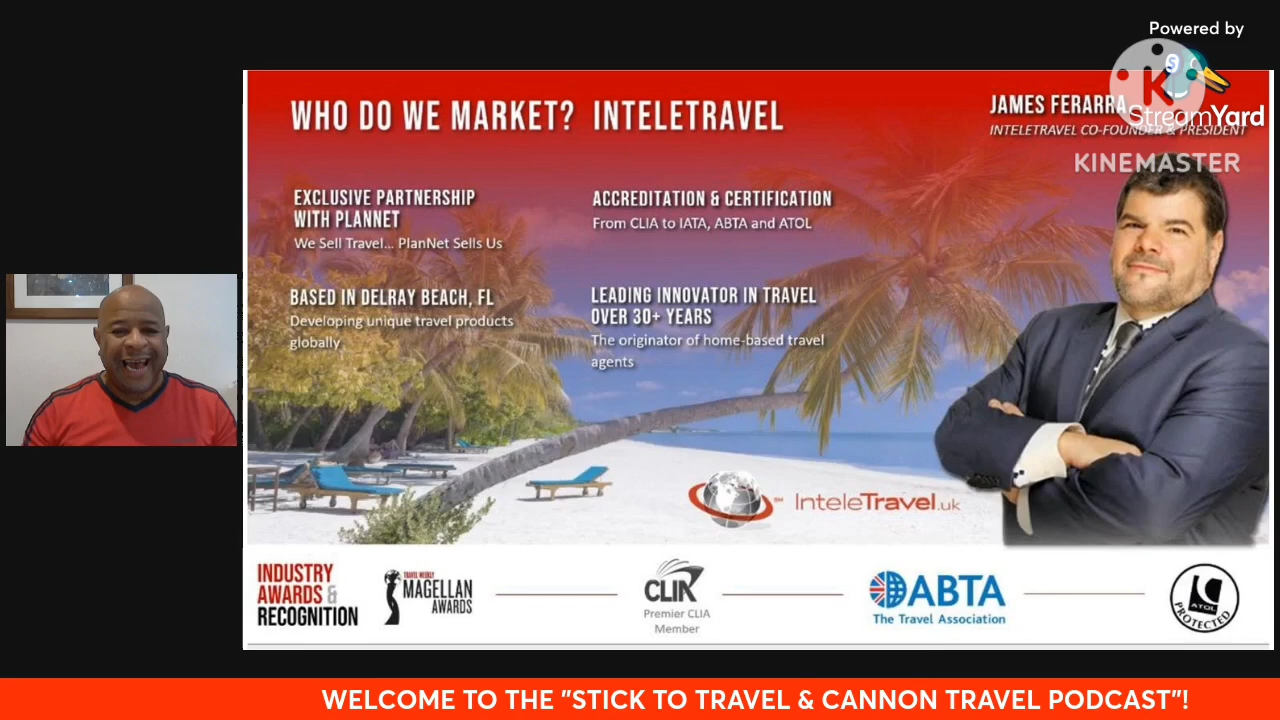 Powered by
StreamYard
KINEMASTER
WHO DO WE MARKET? INTELETRAVEL
JAMES FERARRA
INTELETRAVEL CO-FOUNDER & PRESIDENT
EXCLUSIVE PARTNERSHIP
WITH PLANNET
We Sell Travel... PlanNet Sells Us
ACCREDITATION & CERTIFICATION
From CLIA to IATA, ABTA and ATOL
BASED IN DELRAY BEACH, FL
Developing unique travel products
globally
LEADING INNOVATOR IN TRAVEL
OVER 30+ YEARS
The originator of home-based travel
agents
InteleTravel.uk
INDUSTRY
AWARDS &
RECOGNITION
TRAVEL WEEKLY
MAGELLAN
AWARDS
CLIA
Premier CLIA
Member
ABTA
The Travel Association
ATOL
PROTECTED
WELCOME TO THE "STICK TO TRAVEL & CANNON TRAVEL PODCAST"!